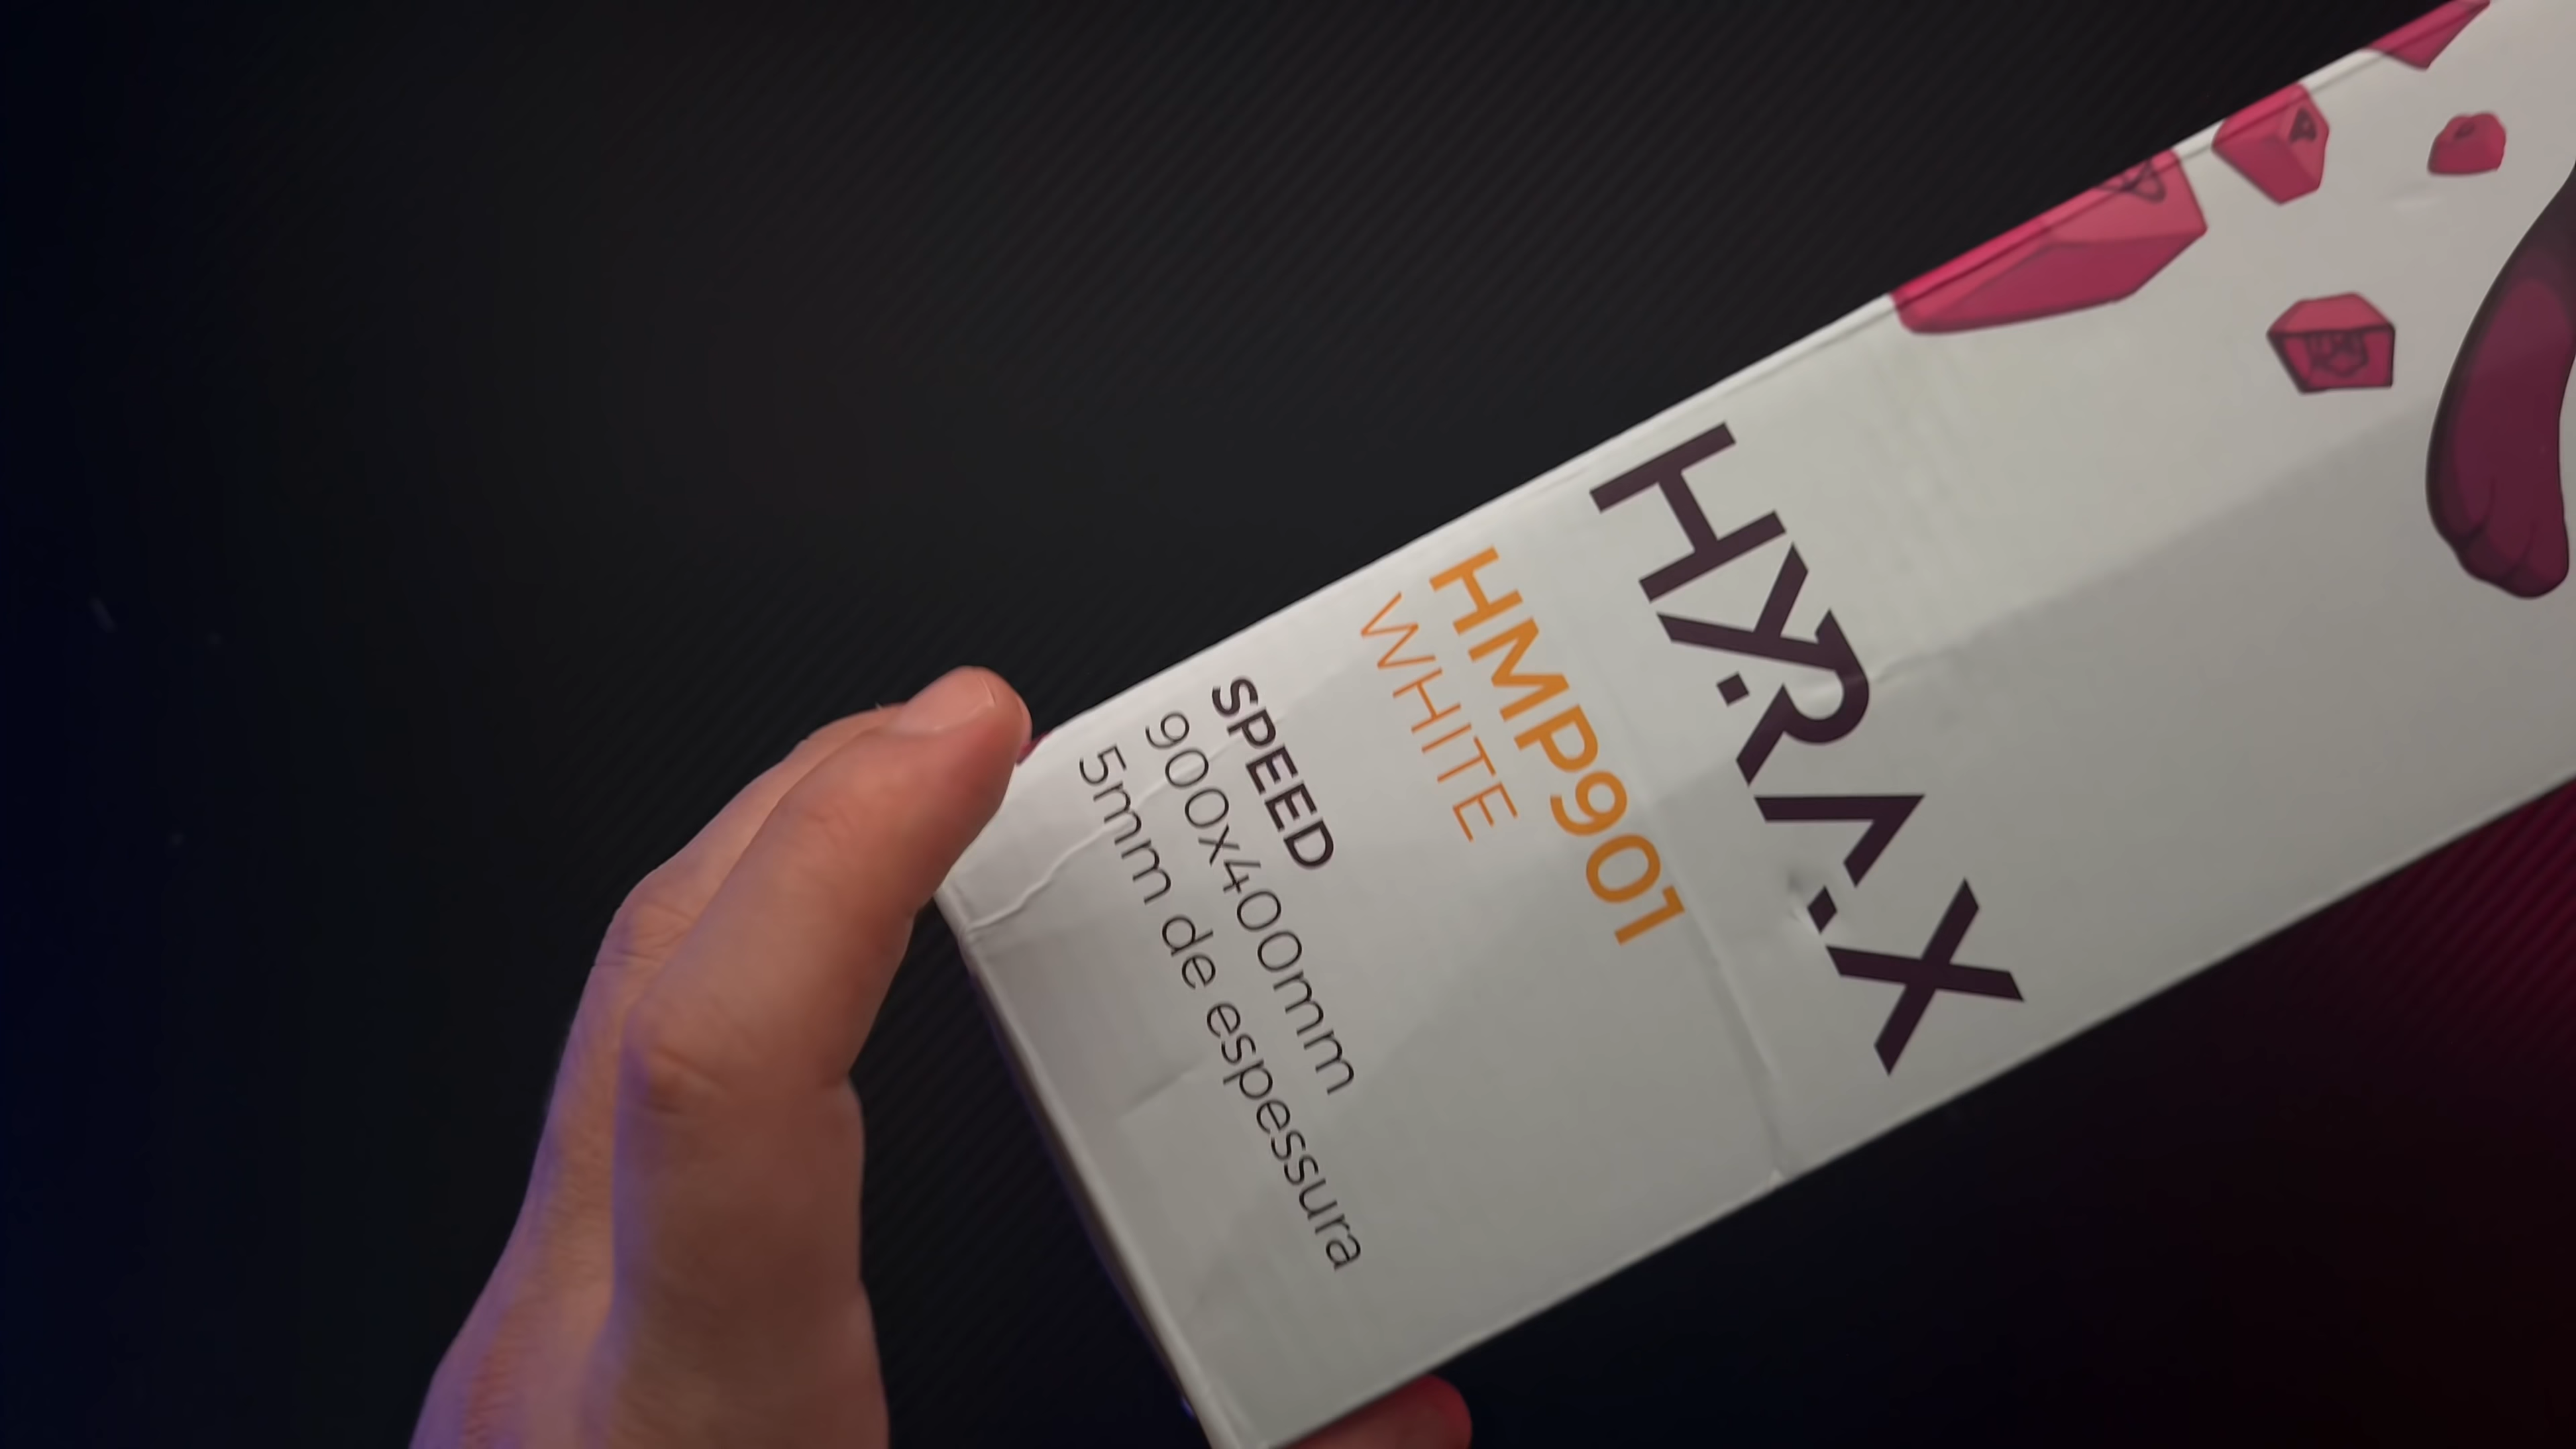 HYRAX
HMP901
WHITE
SPEED
900x400mm
5mm de espessura